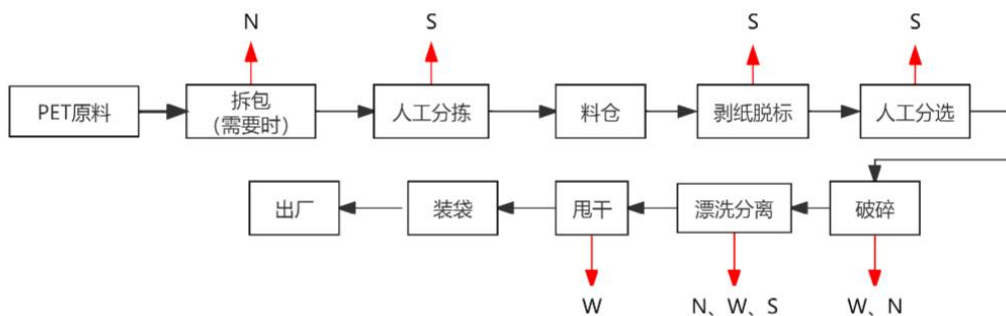 N
S
S
S
PET原料
拆包
(需要时)
人工分拣
料仓
剥纸脱标
人工分选
出厂
装袋
甩干
漂洗分离
破碎
W
N、W、S
W、N